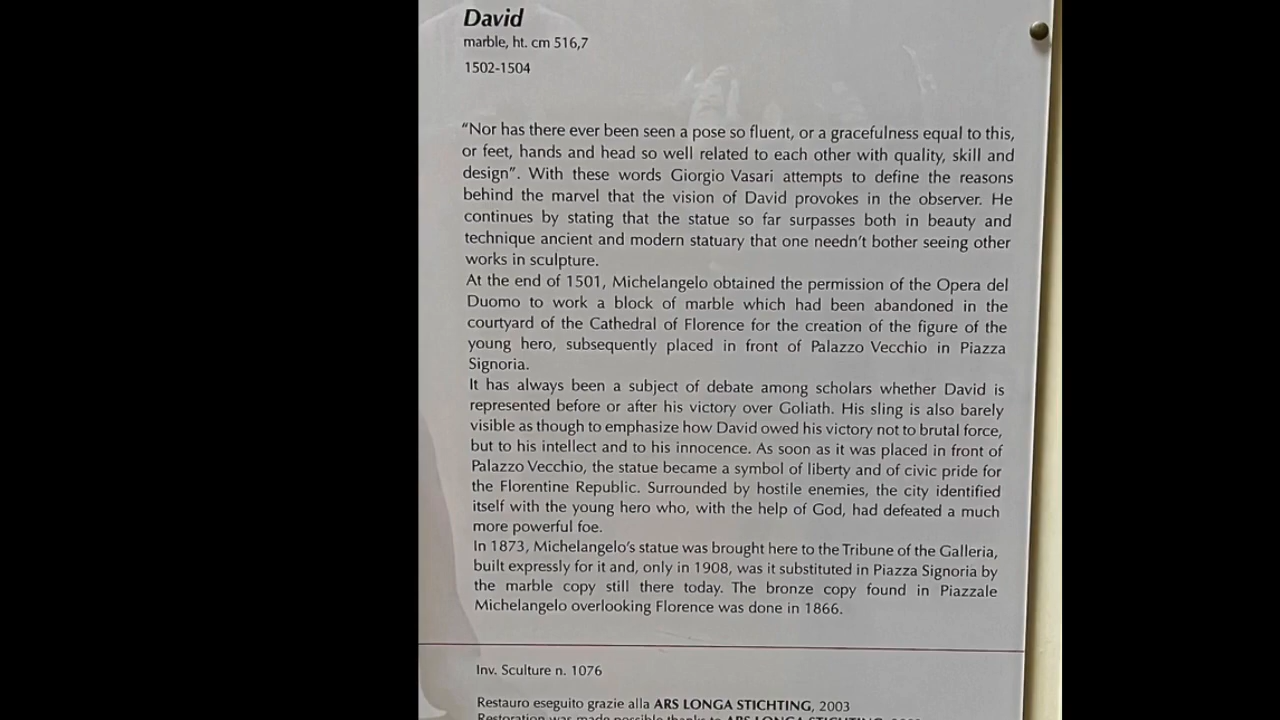 David
marble, ht. cm 516,7
1502-1504
“Nor has there ever been seen a pose so fluent, or a gracefulness equal to this,
or feet, hands and head so well related to each other with quality, skill and
design”. With these words Giorgio Vasari attempts to define the reasons
behind the marvel that the vision of David provokes in the observer. He
continues by stating that the statue so far surpasses both in beauty and
technique ancient and modern statuary that one needn’t bother seeing other
works in sculpture.
At the end of 1501, Michelangelo obtained the permission of the Opera del
Duomo to work a block of marble which had been abandoned in the
courtyard of the Cathedral of Florence for the creation of the figure of the
young hero, subsequently placed in front of Palazzo Vecchio in Piazza
Signoria.
It has always been a subject of debate among scholars whether David is
represented before or after his victory over Goliath. His sling is also barely
visible as though to emphasize how David owed his victory not to brutal force,
but to his intellect and to his innocence. As soon as it was placed in front of
Palazzo Vecchio, the statue became a symbol of liberty and of civic pride for
the Florentine Republic. Surrounded by hostile enemies, the city identified
itself with the young hero who, with the help of God, had defeated a much
more powerful foe.
In 1873, Michelangelo’s statue was brought here to the Tribune of the Galleria,
built expressly for it and, only in 1908, was it substituted in Piazza Signoria by
the marble copy still there today. The bronze copy found in Piazzale
Michelangelo overlooking Florence was done in 1866.
Inv. Sculture n. 1076
Restauro eseguito grazie alla ARS LONGA STICHTING, 2003
Restoration was made possible thanks to ARS LONGA STICHTING,